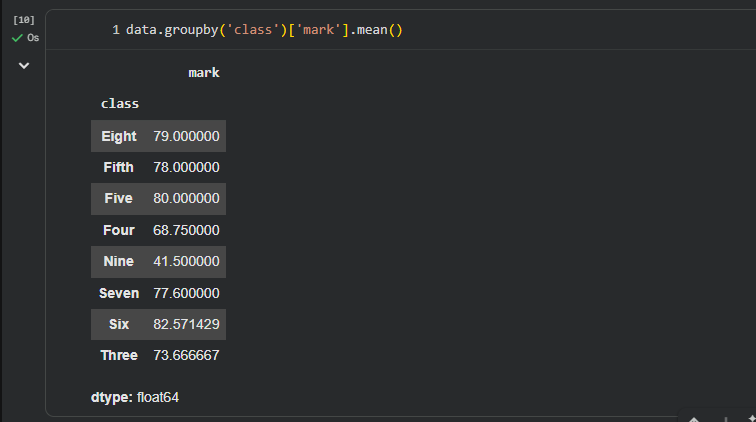 [10]
0s
1 data.groupby('class')['mark'].mean()
mark
class
Eight 79.000000
Fifth 78.000000
Five 80.000000
Four 68.750000
Nine 41.500000
Seven 77.600000
Six 82.571429
Three 73.666667
dtype: float64